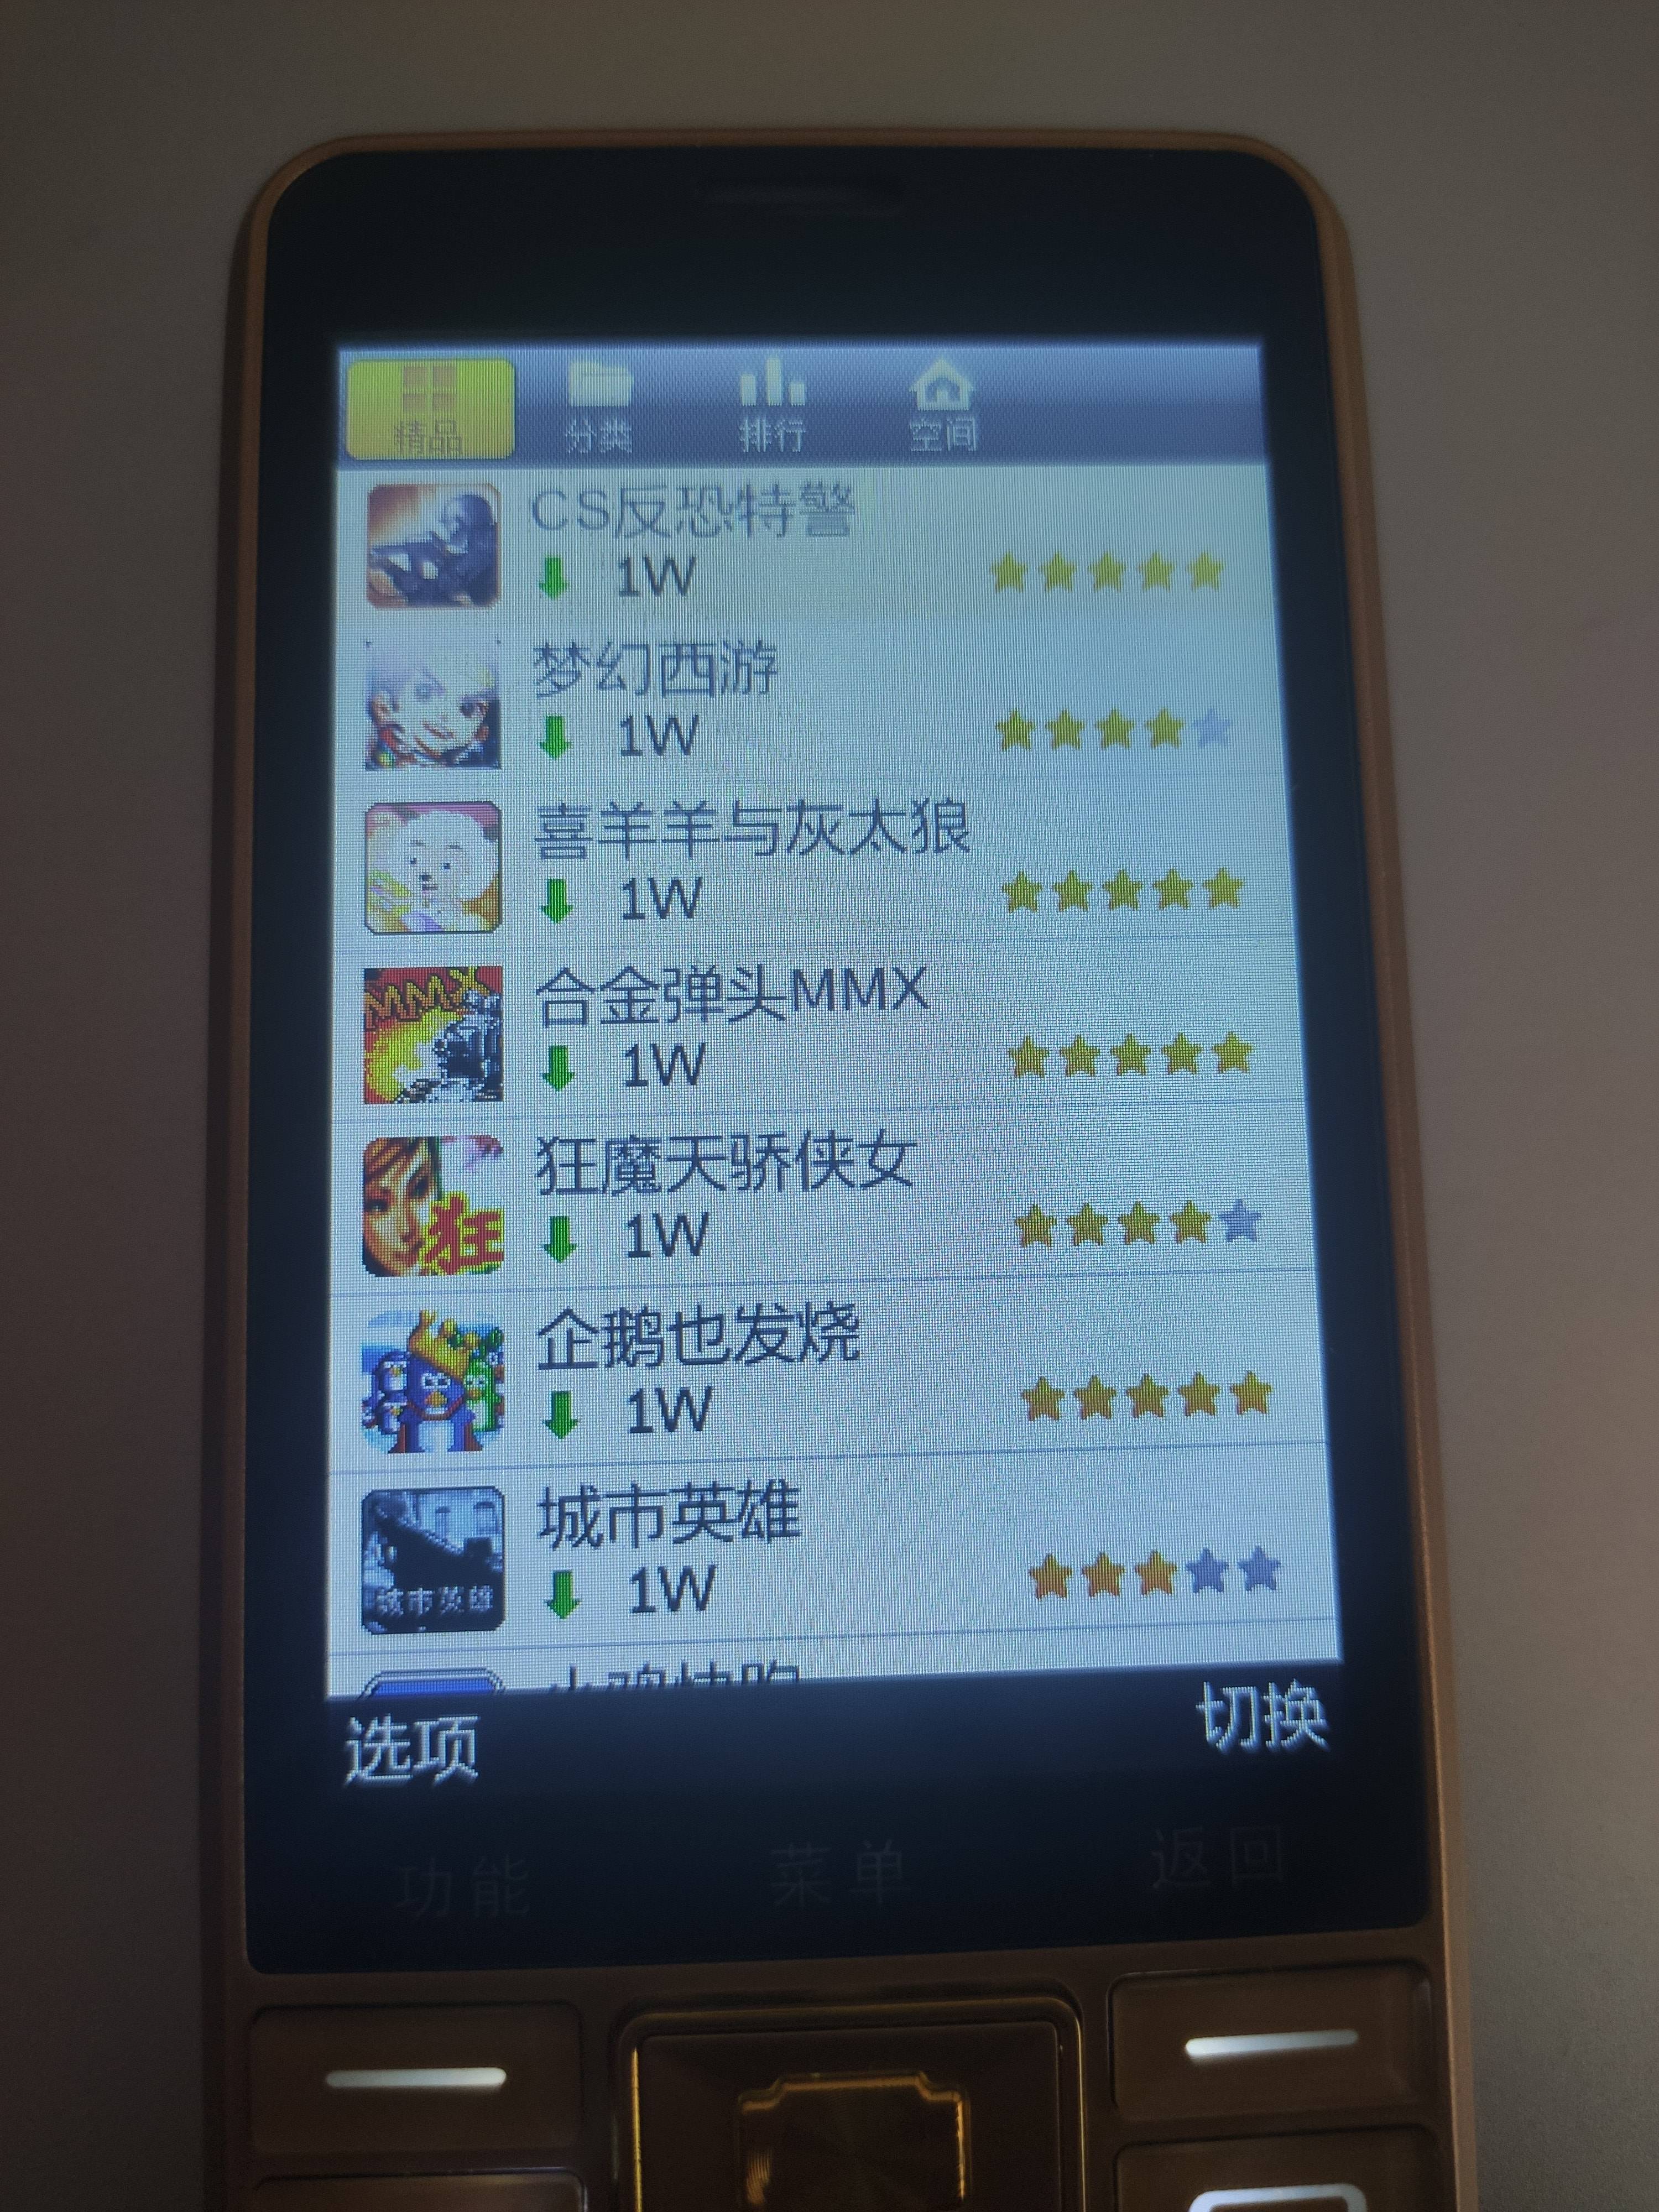 精品 分类 排行 空间
CS反恐特警
1W
梦幻西游
1W
喜羊羊与灰太狼
1W
MMX
合金弹头MMX
1W
狂魔天骄侠女
狂
1W
企鹅也发烧
1W
城市英雄
城市英雄
1W
选项 切换
功能 菜单 返回